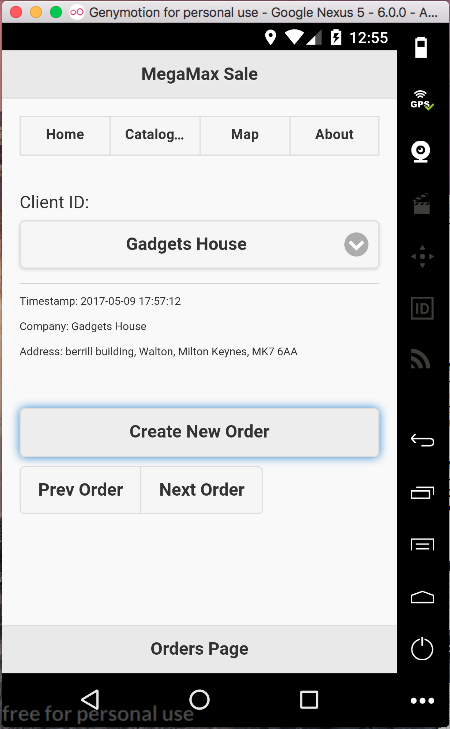 Genymotion for personal use - Google Nexus 5 - 6.0.0 - A...
12:55
MegaMax Sale
GPS
Home Catalog... Map About
Client ID:
Gadgets House
ID
Timestamp: 2017-05-09 17:57:12
Company: Gadgets House
Address: berrill building, Walton, Milton Keynes, MK7 6AA
Create New Order
Prev Order Next Order
Orders Page
free for personal use